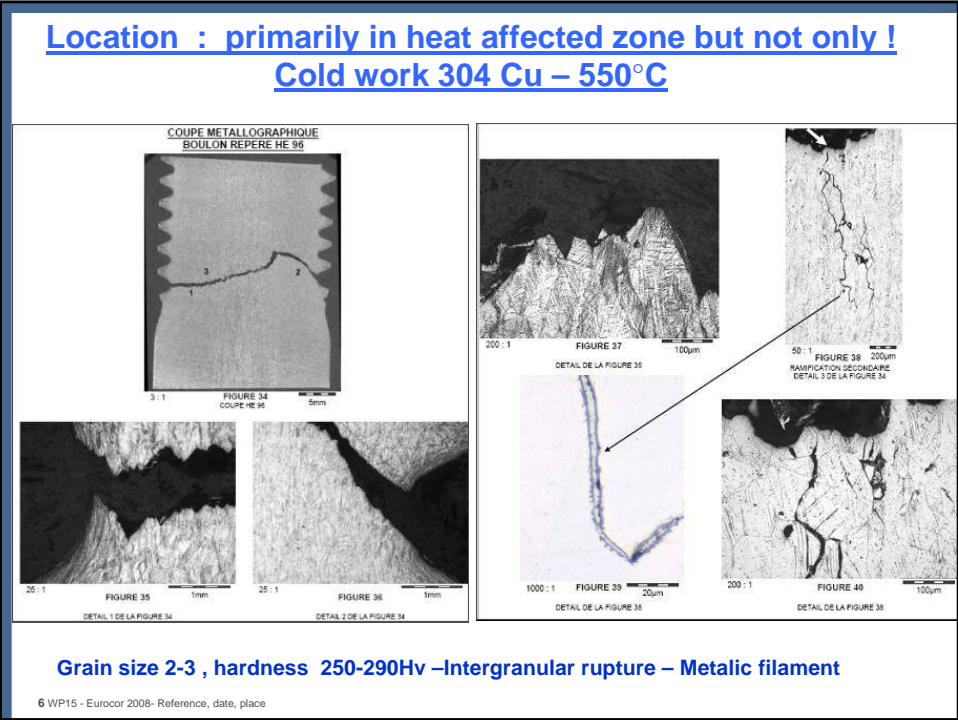 Location : primarily in heat affected zone but not only !
Cold work 304 Cu – 550°C
COUPE METALLOGRAPHIQUE
BOULON REPERE HE 96
3
1
2
3 : 1
FIGURE 34
COUPE HE 96
5mm
25 : 1
FIGURE 35
1mm
DETAIL 1 DE LA FIGURE 34
25 : 1
FIGURE 36
1mm
DETAIL 2 DE LA FIGURE 34
200 : 1
FIGURE 37
100µm
DETAIL DE LA FIGURE 35
50 : 1
FIGURE 38
200µm
RAMIFICATION SECONDAIRE
DETAIL 3 DE LA FIGURE 34
1000 : 1
FIGURE 39
20µm
DETAIL DE LA FIGURE 38
200 : 1
FIGURE 40
100µm
DETAIL DE LA FIGURE 38
Grain size 2-3 , hardness 250-290Hv –Intergranular rupture – Metalic filament
6 WP15 - Eurocor 2008- Reference, date, place